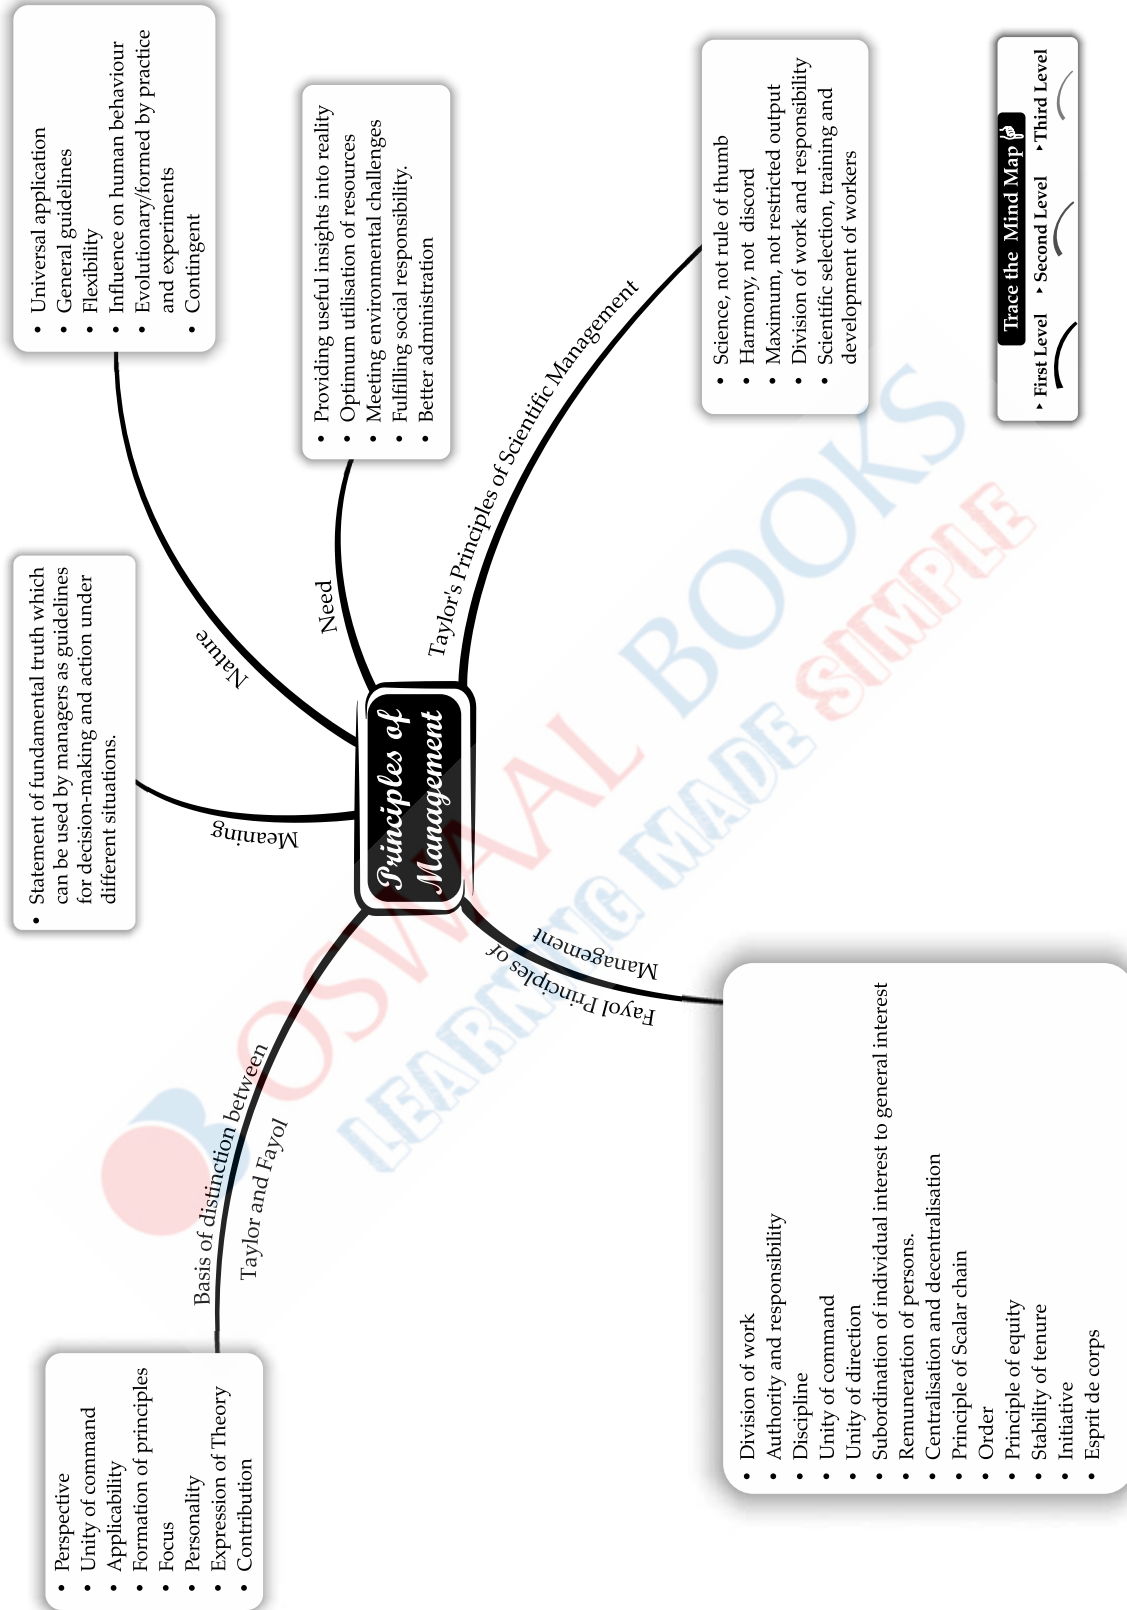 • Statement of fundamental truth which
can be used by managers as guidelines
for decision-making and action under
different situations.
Meaning
• Universal application
• General guidelines
• Flexibility
• Influence on human behaviour
• Evolutionary/formed by practice
and experiments
• Contingent
Nature
• Providing useful insights into reality
• Optimum utilisation of resources
• Meeting environmental challenges
• Fulfilling social responsibility.
• Better administration
Need
Taylor's Principles of Scientific Management
• Science, not rule of thumb
• Harmony, not discord
• Maximum, not restricted output
• Division of work and responsibility
• Scientific selection, training and
development of workers
Principles of
Management
Fayol Principles of
Management
• Division of work
• Authority and responsibility
• Discipline
• Unity of command
• Unity of direction
• Subordination of individual interest to general interest
• Remuneration of persons.
• Centralisation and decentralisation
• Principle of Scalar chain
• Order
• Principle of equity
• Stability of tenure
• Initiative
• Esprit de corps
Basis of distinction between
Taylor and Fayol
• Perspective
• Unity of command
• Applicability
• Formation of principles
• Focus
• Personality
• Expression of Theory
• Contribution
Trace the Mind Map
First Level Second Level Third Level
OSWAAL BOOKS
LEARNING MADE SIMPLE